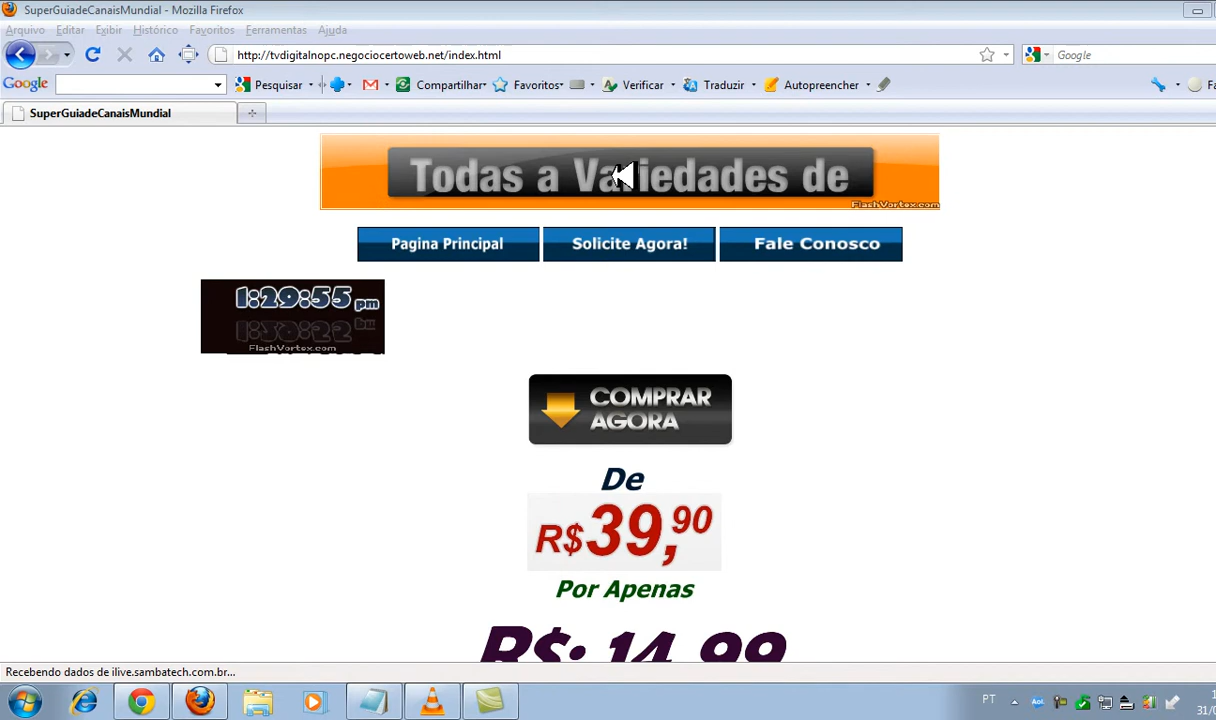 SuperGuiadeCanaisMundial - Mozilla Firefox
Arquivo Editar Exibir Histórico Favoritos Ferramentas Ajuda
http://tvdigitalnopc.negociocertoweb.net/index.html
Google
Google Pesquisar Compartilhar Favoritos Verificar Traduzir Autopreencher
SuperGuiadeCanaisMundial
Todas a Variedades de
FlashVortex.com
Pagina Principal Solicite Agora! Fale Conosco
1:29:55 pm
FlashVortex.com
COMPRAR
AGORA
De
R$39,90
Por Apenas
R$: 14,99
Recebendo dados de ilive.sambatech.com.br...
PT